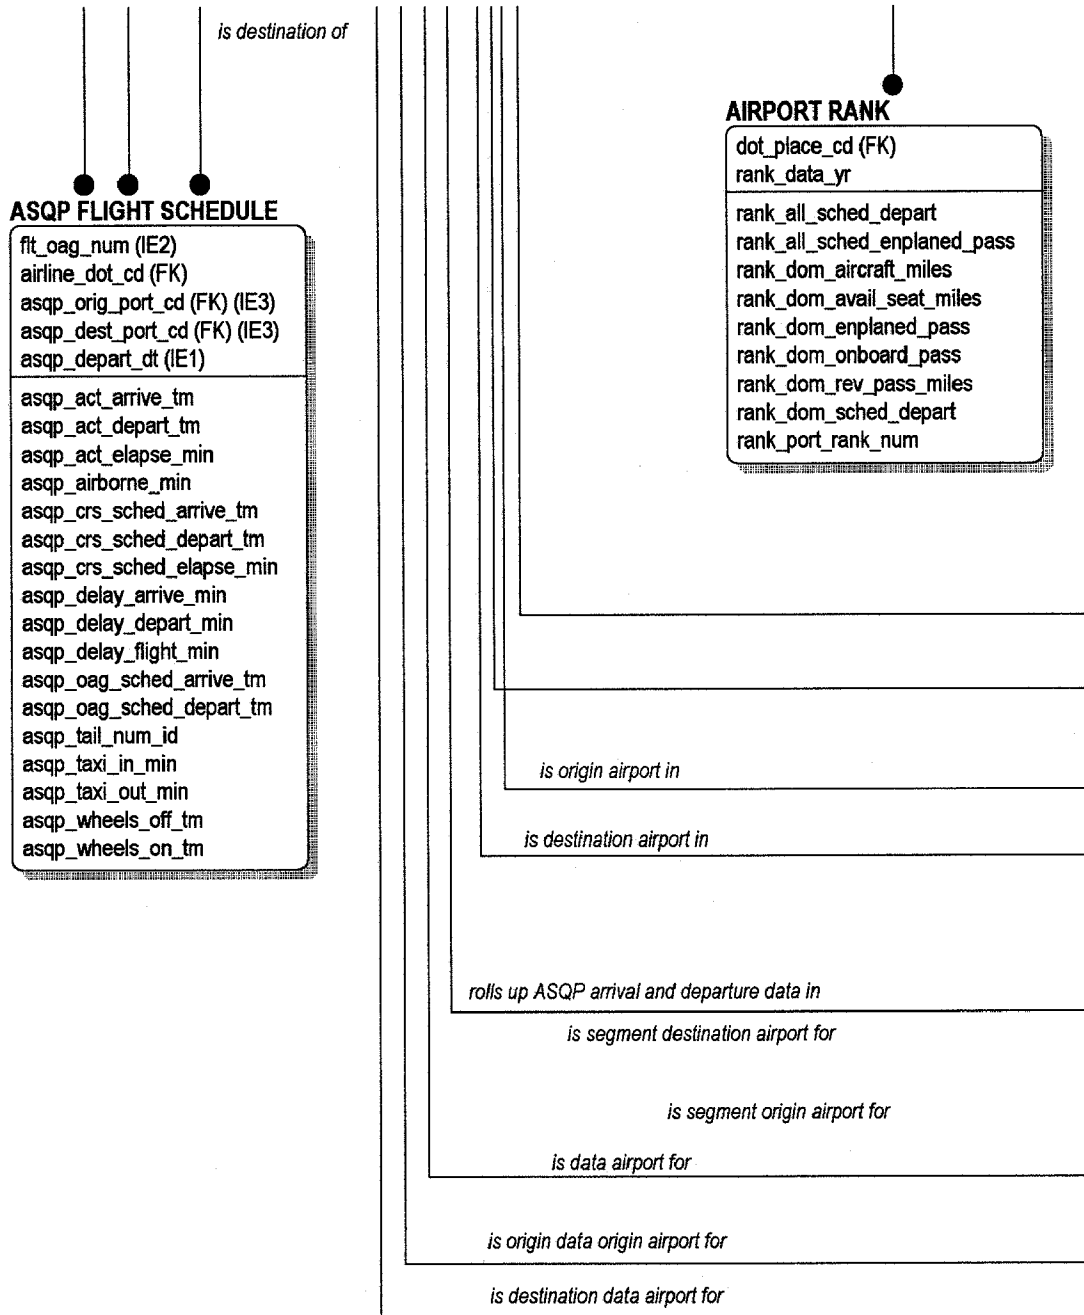 is destination of
AIRPORT RANK
dot_place_cd (FK)
rank_data_yr
rank_all_sched_depart
rank_all_sched_enplaned_pass
rank_dom_aircraft_miles
rank_dom_avail_seat_miles
rank_dom_enplaned_pass
rank_dom_onboard_pass
rank_dom_rev_pass_miles
rank_dom_sched_depart
rank_port_rank_num
ASQP FLIGHT SCHEDULE
flt_oag_num (IE2)
airline_dot_cd (FK)
asqp_orig_port_cd (FK) (IE3)
asqp_dest_port_cd (FK) (IE3)
asqp_depart_dt (IE1)
asqp_act_arrive_tm
asqp_act_depart_tm
asqp_act_elapse_min
asqp_airborne_min
asqp_crs_sched_arrive_tm
asqp_crs_sched_depart_tm
asqp_crs_sched_elapse_min
asqp_delay_arrive_min
asqp_delay_depart_min
asqp_delay_flight_min
asqp_oag_sched_arrive_tm
asqp_oag_sched_depart_tm
asqp_tail_num_id
asqp_taxi_in_min
asqp_taxi_out_min
asqp_wheels_off_tm
asqp_wheels_on_tm
is origin airport in
is destination airport in
rolls up ASQP arrival and departure data in
is segment destination airport for
is segment origin airport for
is data airport for
is origin data origin airport for
is destination data airport for